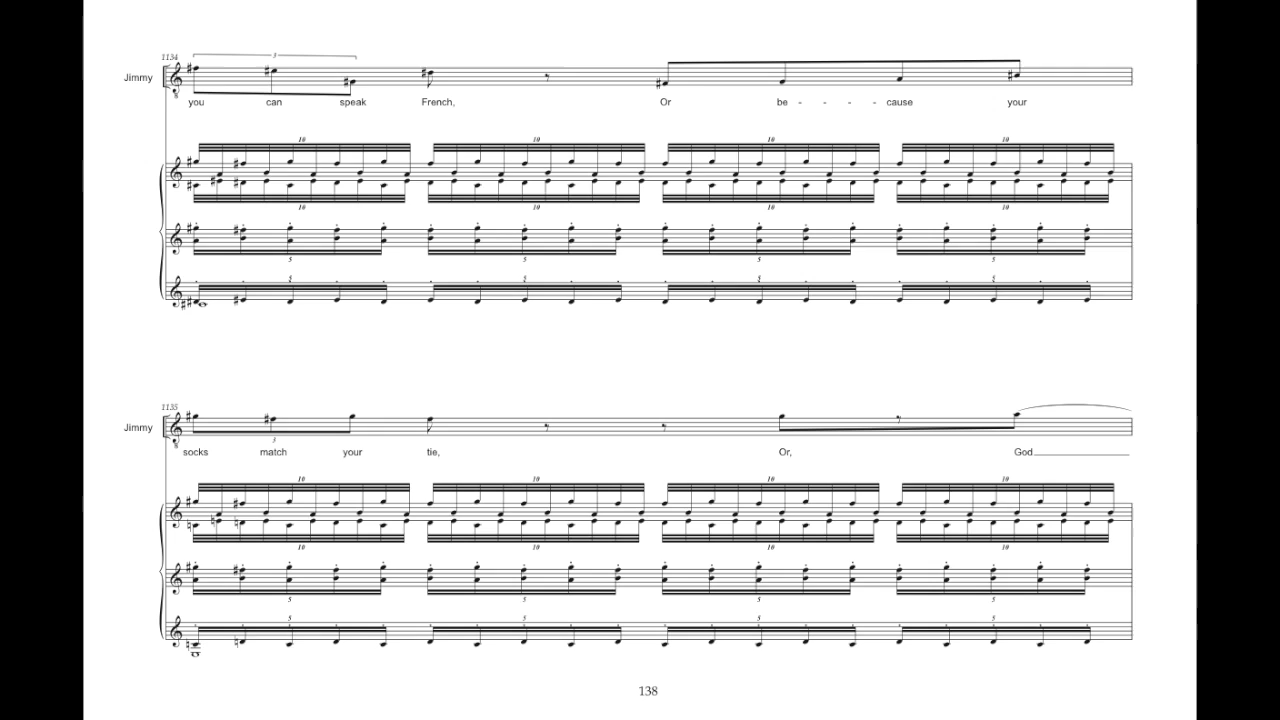 1134
3
Jimmy
you can speak French, Or be - - - - cause your
10 10 10 10
10 10 10 10
5 5 5 5
5 5 5 5
1135
Jimmy
3
socks match your tie, Or, God
10 10 10 10
10 10 10 10
5 5 5 5
5 5 5 5
138